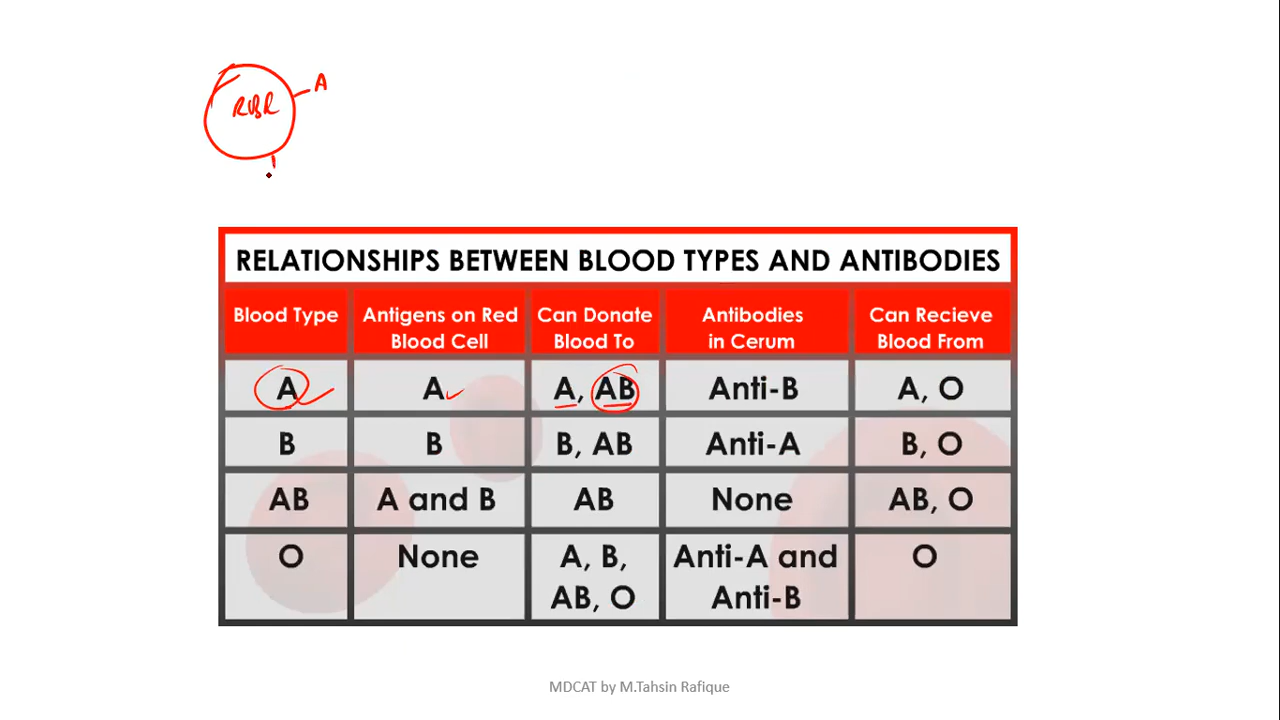 RBC
A
RELATIONSHIPS BETWEEN BLOOD TYPES AND ANTIBODIES
Blood Type
Antigens on Red
Blood Cell
Can Donate
Blood To
Antibodies
in Cerum
Can Recieve
Blood From
A
A
A, AB
Anti-B
A, O
B
B
B, AB
Anti-A
B, O
AB
A and B
AB
None
AB, O
O
None
A, B,
AB, O
Anti-A and
Anti-B
O
MDCAT by M.Tahsin Rafique